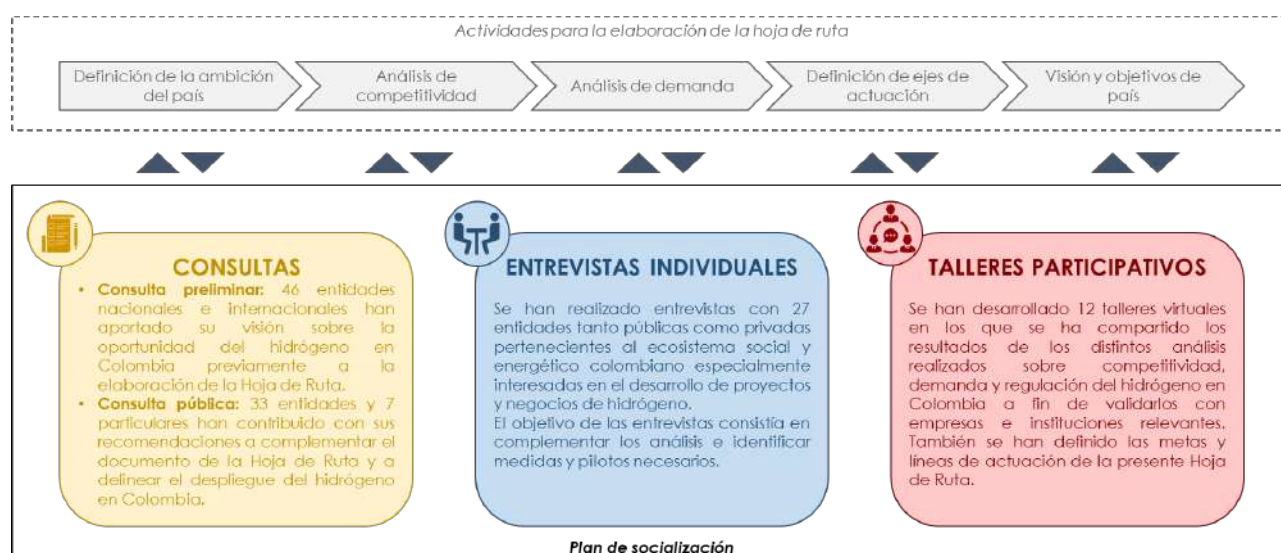 Actividades para la elaboración de la hoja de ruta
Definición de la ambición
del país
Análisis de
competitividad
Análisis de demanda
Definición de ejes de
actuación
Visión y objetivos de
país
CONSULTAS
• Consulta preliminar: 46 entidades
nacionales e internacionales han
aportado su visión sobre la
oportunidad del hidrógeno en
Colombia previamente a la
elaboración de la Hoja de Ruta.
• Consulta pública: 33 entidades y 7
particulares han contribuido con sus
recomendaciones a complementar el
documento de la Hoja de Ruta y a
delinear el despliegue del hidrógeno
en Colombia.
ENTREVISTAS INDIVIDUALES
Se han realizado entrevistas con 27
entidades tanto públicas como privadas
pertenecientes al ecosistema social y
energético colombiano especialmente
interesadas en el desarrollo de proyectos
y negocios de hidrógeno.
El objetivo de las entrevistas consistía en
complementar los análisis e identificar
medidas y pilotos necesarios.
TALLERES PARTICIPATIVOS
Se han desarrollado 12 talleres virtuales
en los que se ha compartido los
resultados de los distintos análisis
realizados sobre competitividad,
demanda y regulación del hidrógeno en
Colombia a fin de validarlos con
empresas e instituciones relevantes.
También se han definido las metas y
líneas de actuación de la presente Hoja
de Ruta.
Plan de socialización